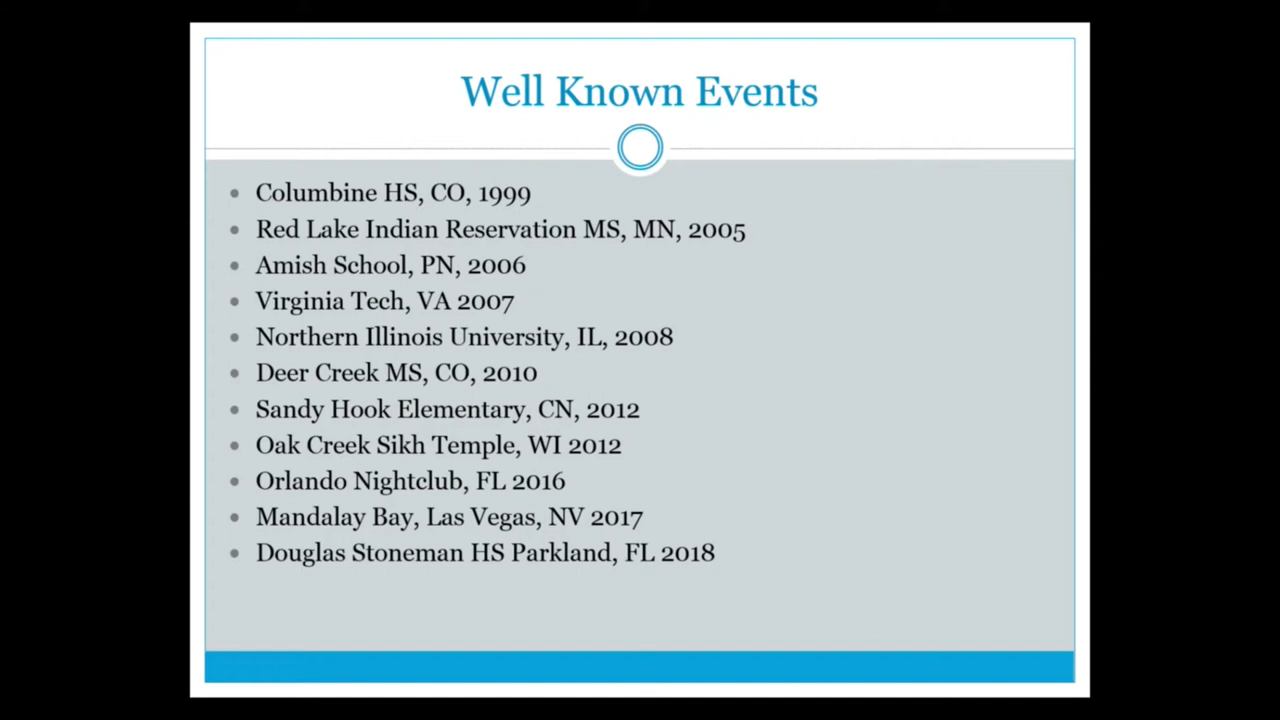 Well Known Events
Columbine HS, CO, 1999
Red Lake Indian Reservation MS, MN, 2005
Amish School, PN, 2006
Virginia Tech, VA 2007
Northern Illinois University, IL, 2008
Deer Creek MS, CO, 2010
Sandy Hook Elementary, CN, 2012
Oak Creek Sikh Temple, WI 2012
Orlando Nightclub, FL 2016
Mandalay Bay, Las Vegas, NV 2017
Douglas Stoneman HS Parkland, FL 2018